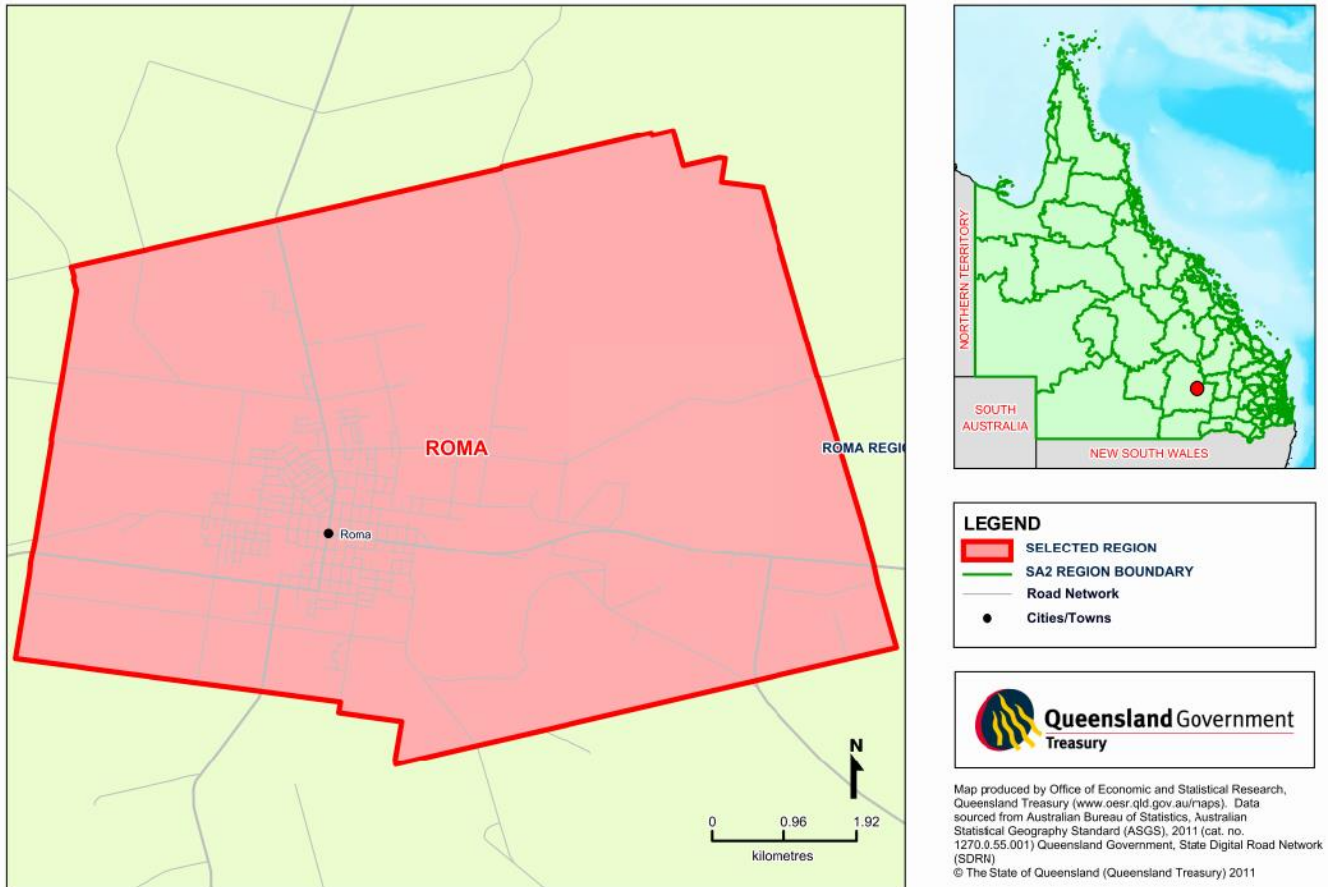 ROMA
ROMA REGI
Roma
N
0 0.96 1.92
kilometres
NORTHERN TERRITORY
SOUTH
AUSTRALIA
NEW SOUTH WALES
LEGEND
SELECTED REGION
SA2 REGION BOUNDARY
Road Network
Cities/Towns
Queensland Government
Treasury
Map produced by Office of Economic and Statistical Research,
Queensland Treasury (www.oesr.qld.gov.au/maps). Data
sourced from Australian Bureau of Statistics, Australian
Statistical Geography Standard (ASGS), 2011 (cat. no.
1270.0.55.001) Queensland Government, State Digital Road Network
(SDRN)
© The State of Queensland (Queensland Treasury) 2011